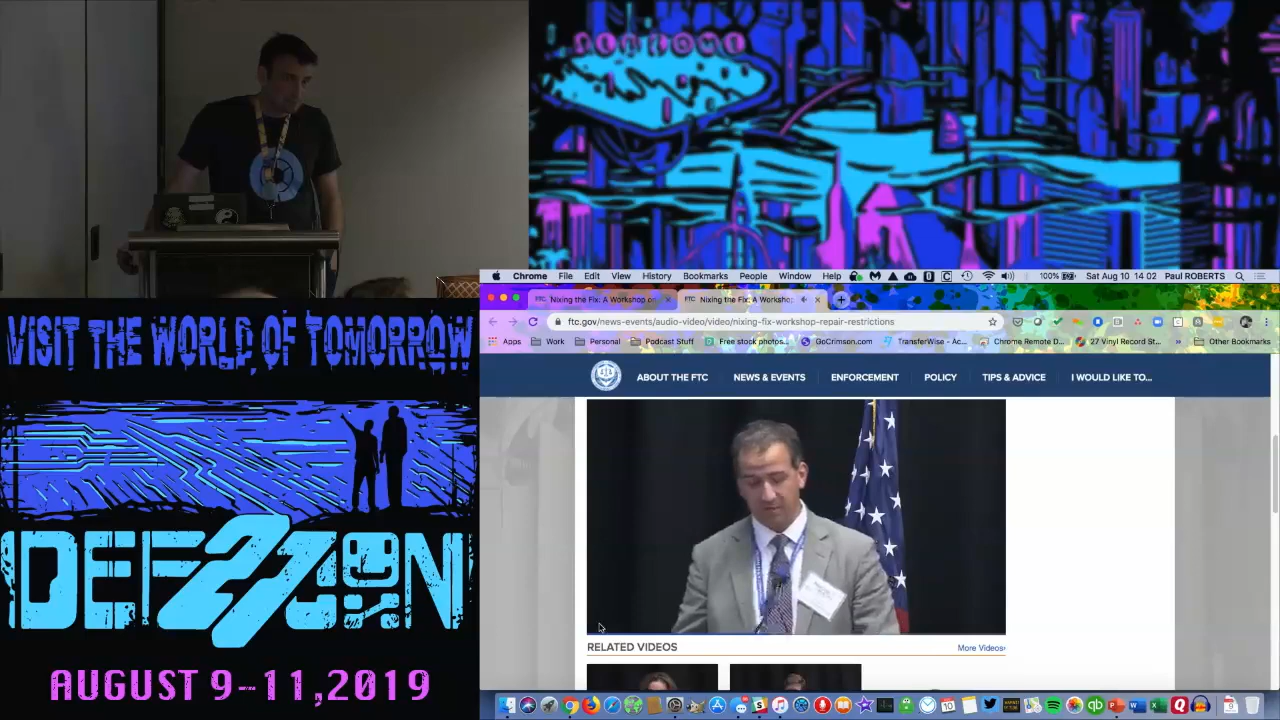 WELCOME
VISIT THE WORLD OF TOMORROW
DEF CON
27
AUGUST 9-11,2019
Chrome File Edit View History Bookmarks People Window Help 100% Sat Aug 10 14:02 Paul ROBERTS
FTC Nixing the Fix: A Workshop on FTC Nixing the Fix: A Workshop
ftc.gov/news-events/audio-video/video/nixing-fix-workshop-repair-restrictions
Apps Work Personal Podcast Stuff Free stock photos... GoCrimson.com TransferWise - Ac... Chrome Remote D... 27 Vinyl Record St... » Other Bookmarks
ABOUT THE FTC NEWS & EVENTS ENFORCEMENT POLICY TIPS & ADVICE I WOULD LIKE TO...
RELATED VIDEOS More Videos›